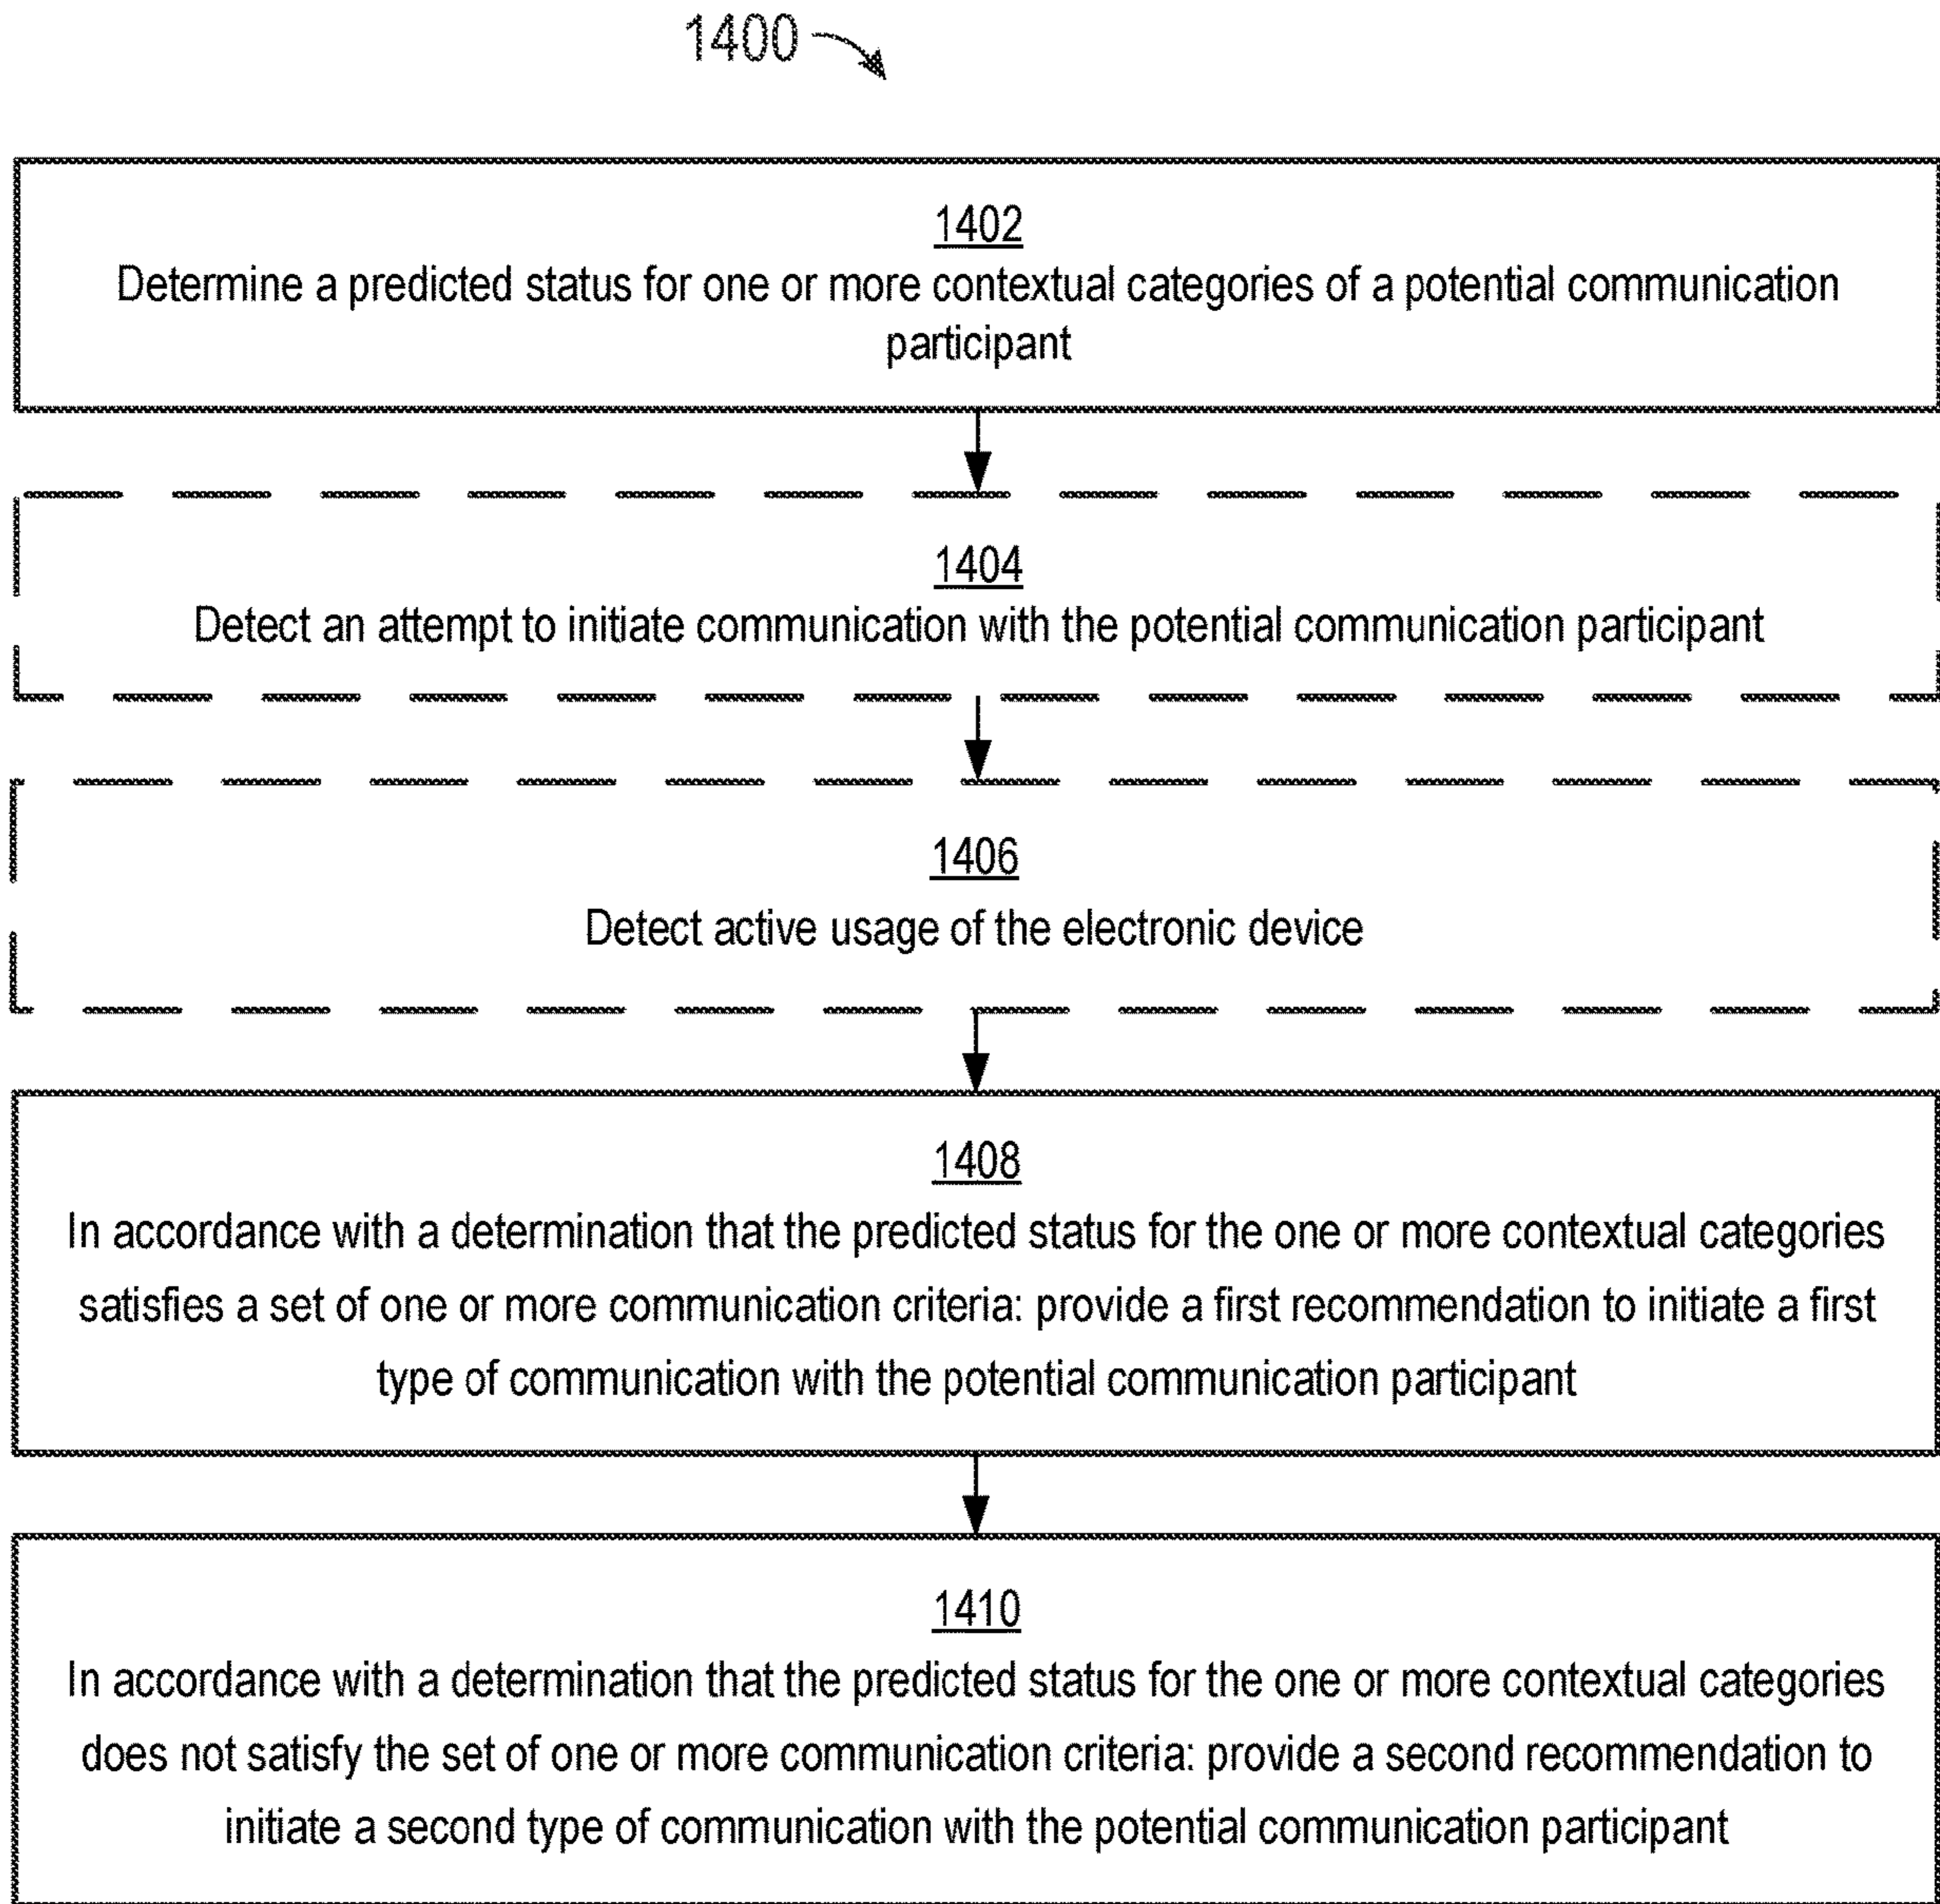 1400
1402
Determine a predicted status for one or more contextual categories of a potential communication
participant
1404
Detect an attempt to initiate communication with the potential communication participant
1406
Detect active usage of the electronic device
1408
In accordance with a determination that the predicted status for the one or more contextual categories
satisfies a set of one or more communication criteria: provide a first recommendation to initiate a first
type of communication with the potential communication participant
1410
In accordance with a determination that the predicted status for the one or more contextual categories
does not satisfy the set of one or more communication criteria: provide a second recommendation to
initiate a second type of communication with the potential communication participant